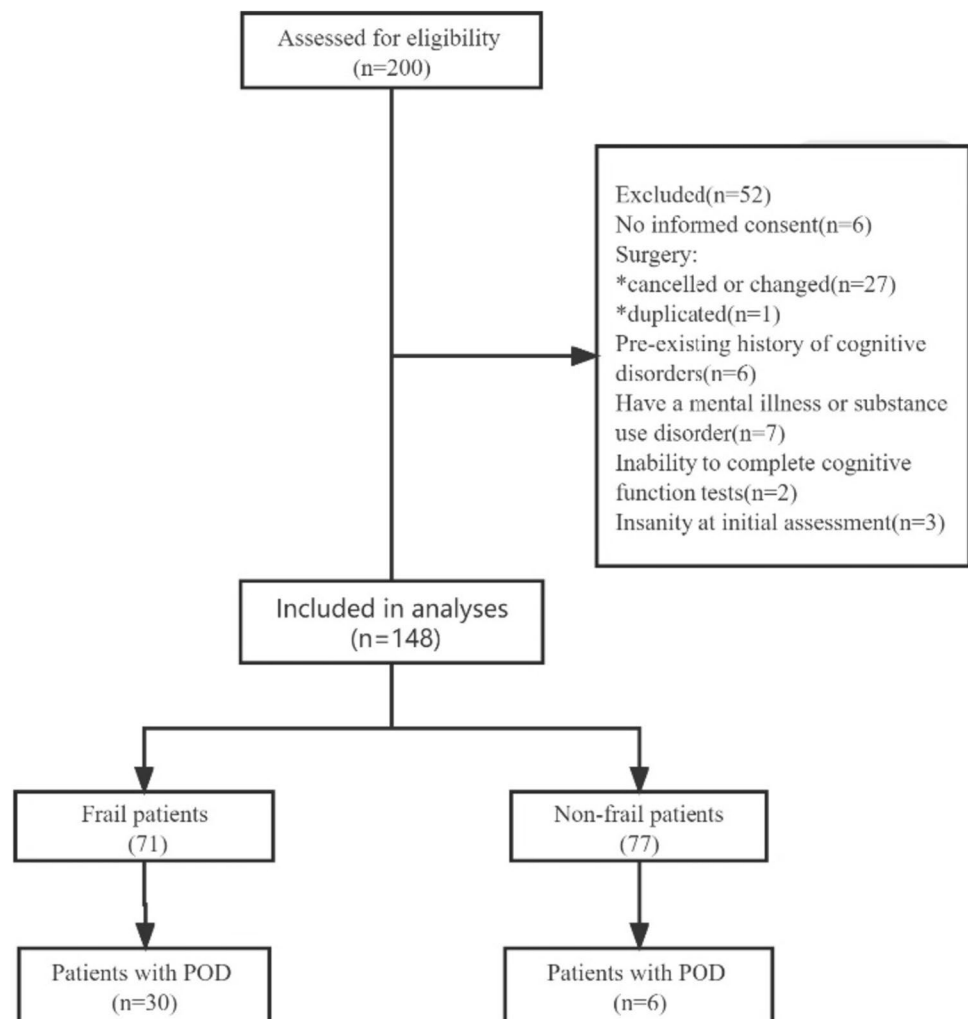 Assessed for eligibility
(n=200)
Excluded(n=52)
No informed consent(n=6)
Surgery:
*cancelled or changed(n=27)
*duplicated(n=1)
Pre-existing history of cognitive
disorders(n=6)
Have a mental illness or substance
use disorder(n=7)
Inability to complete cognitive
function tests(n=2)
Insanity at initial assessment(n=3)
Included in analyses
(n=148)
Frail patients
(71)
Non-frail patients
(77)
Patients with POD
(n=30)
Patients with POD
(n=6)